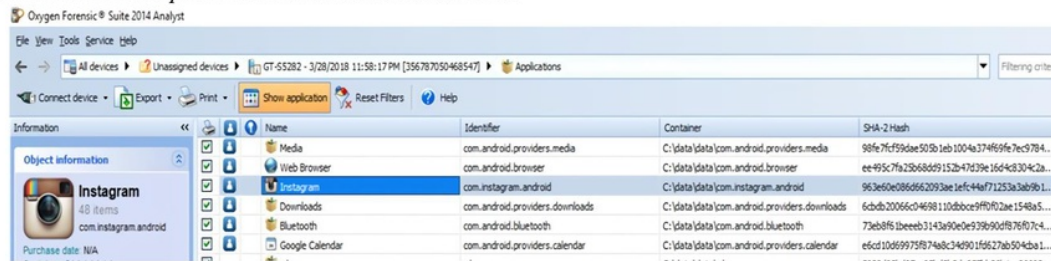 Oxygen Forensic® Suite 2014 Analyst
File View Tools Service Help
All devices Unassigned devices GT-S5282 - 3/28/2018 11:58:17 PM [356787050468547] Applications Filtering crite
1 Connect device Export Print Show application Reset Filters Help
Information « Name Identifier Container SHA-2 Hash
Object information
Instagram
48 items
com.instagram.android
Purchase date: N/A
Media com.android.providers.media C:\data\data\com.android.providers.media
Web Browser com.android.browser C:\data\data\com.android.browser
Instagram com.instagram.android C:\data\data\com.instagram.android
Downloads com.android.providers.downloads C:\data\data\com.android.providers.downloads
Bluetooth com.android.bluetooth C:\data\data\com.android.bluetooth
Google Calendar com.android.providers.calendar C:\data\data\com.android.providers.calendar